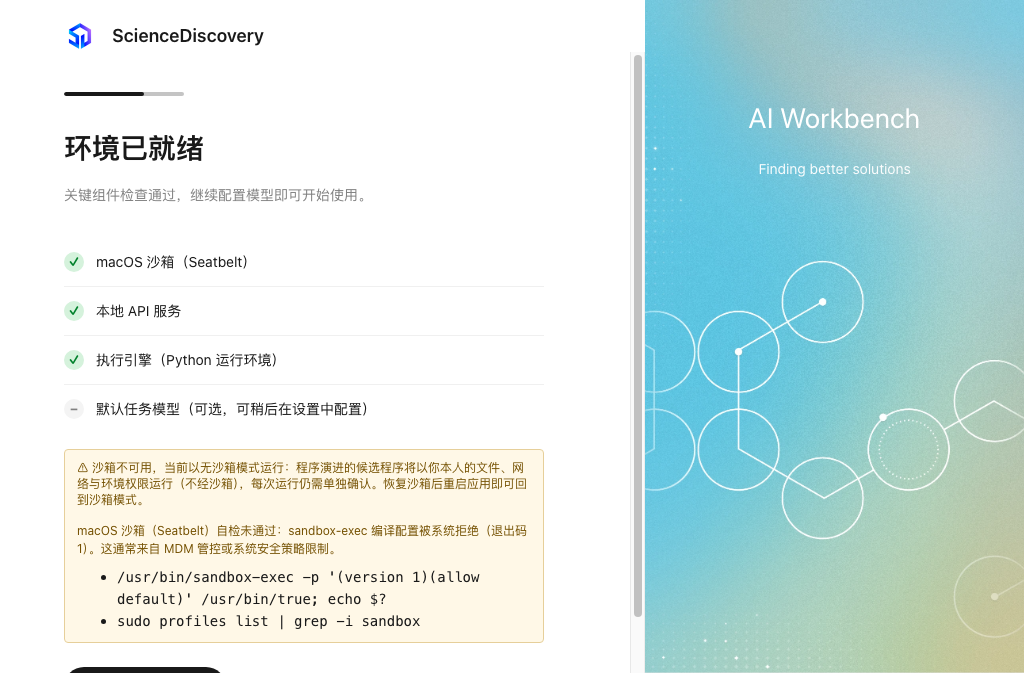 ScienceDiscovery
环境已就绪
关键组件检查通过，继续配置模型即可开始使用。
macOS 沙箱（Seatbelt）
本地 API 服务
执行引擎（Python 运行环境）
默认任务模型（可选，可稍后在设置中配置）
⚠ 沙箱不可用，当前以无沙箱模式运行：程序演进的候选程序将以你本人的文件、网
络与环境权限运行（不经沙箱），每次运行仍需单独确认。恢复沙箱后重启应用即可回
到沙箱模式。
macOS 沙箱（Seatbelt）自检未通过：sandbox-exec 编译配置被系统拒绝（退出码
1）。这通常来自 MDM 管控或系统安全策略限制。
• /usr/bin/sandbox-exec -p '(version 1)(allow
default)' /usr/bin/true; echo $?
• sudo profiles list | grep -i sandbox
AI Workbench
Finding better solutions